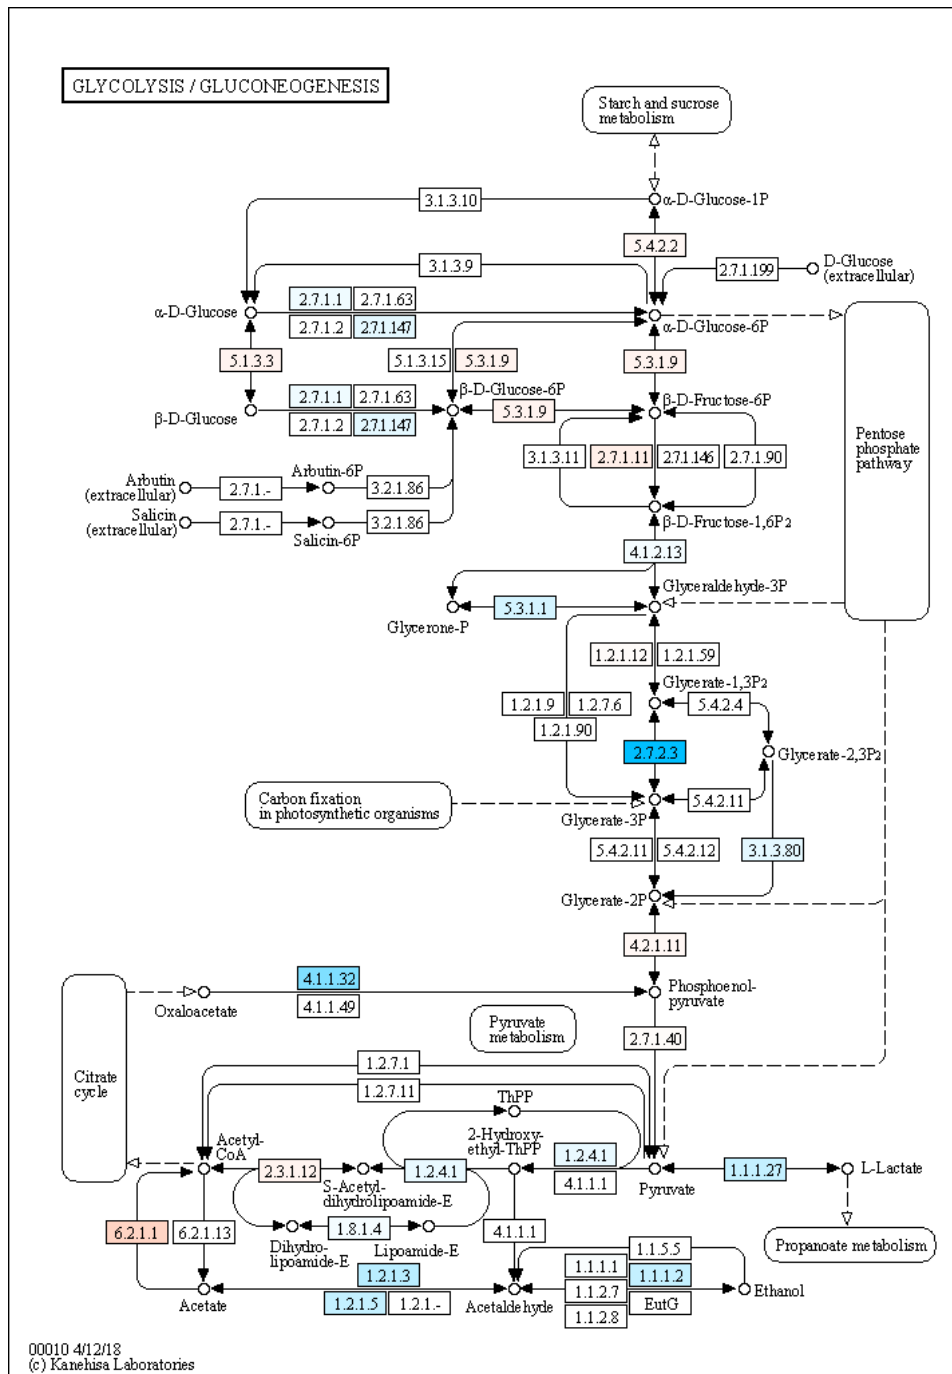 GLYCOLYSIS / GLUCONEOGENESIS
Starch and sucrose
metabolism
3.1.3.10
α-D-Glucose-1P
5.4.2.2
3.1.3.9
2.7.1.199
D-Glucose
(extracellular)
α-D-Glucose
2.7.1.1
2.7.1.63
2.7.1.2
2.7.1.147
α-D-Glucose-6P
5.1.3.3
5.1.3.15
5.3.1.9
5.3.1.9
β-D-Glucose
2.7.1.1
2.7.1.63
2.7.1.2
2.7.1.147
β-D-Glucose-6P
5.3.1.9
β-D-Fructose-6P
Pentose
phosphate
pathway
3.1.3.11
2.7.1.11
2.7.1.146
2.7.1.90
Arbutin
(extracellular)
2.7.1.-
Arbutin-6P
3.2.1.86
Salicin
(extracellular)
2.7.1.-
Salicin-6P
3.2.1.86
β-D-Fructose-1,6P2
4.1.2.13
Glyceraldehyde-3P
5.3.1.1
Glycerone-P
1.2.1.12
1.2.1.59
Glycerate-1,3P2
1.2.1.9
1.2.7.6
1.2.1.90
5.4.2.4
2.7.2.3
Glycerate-2,3P2
Carbon fixation
in photosynthetic organisms
5.4.2.11
Glycerate-3P
5.4.2.11
5.4.2.12
3.1.3.80
Glycerate-2P
4.2.1.11
4.1.1.32
4.1.1.49
Oxaloacetate
Phosphoenol-
pyruvate
Pyruvate
metabolism
2.7.1.40
Citrate
cycle
1.2.7.1
1.2.7.11
ThPP
2-Hydroxy-
ethyl-ThPP
Acetyl-
CoA
2.3.1.12
S-Acetyl-
dihydrolipoamide-E
1.2.4.1
1.2.4.1
4.1.1.1
Pyruvate
1.1.1.27
L-Lactate
6.2.1.1
6.2.1.13
1.8.1.4
Dihydro-
lipoamide-E
Lipoamide-E
4.1.1.1
Propanoate metabolism
1.1.5.5
1.1.1.1
1.1.1.2
1.1.2.7
EutG
1.1.2.8
Ethanol
1.2.1.3
1.2.1.5
1.2.1.-
Acetate
Acetaldehyde
00010 4/12/18
(c) Kanehisa Laboratories